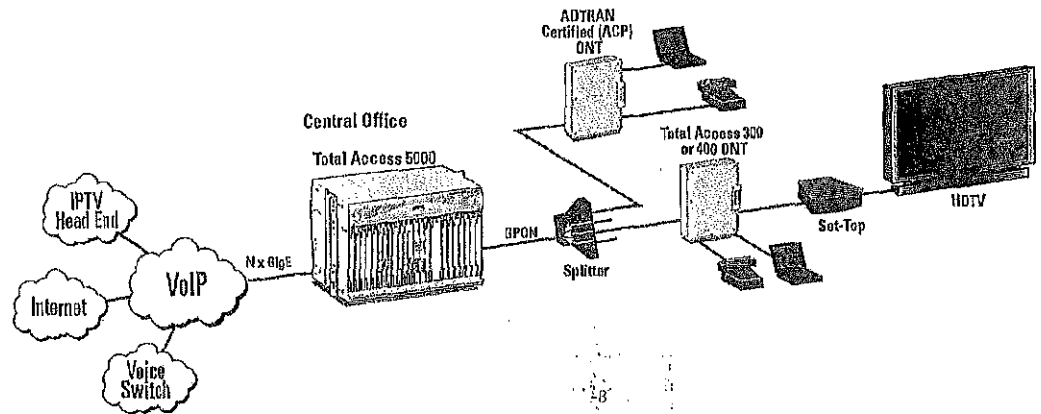 ADTRAN
Certified (ACP)
ONT
Central Office
Total Access 5000
Total Access 300
or 400 ONT
IPTV
Head End
VoIP
Internet
Voice
Switch
N x GigE
GPON
Splitter
Set-Top
HDTV